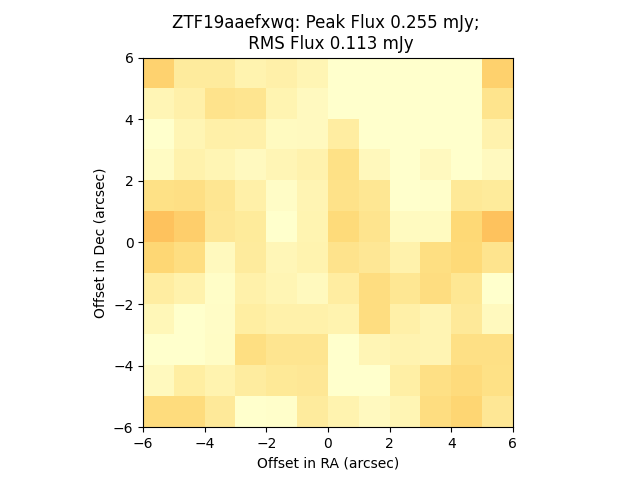 ZTF19aaefxwq: Peak Flux 0.255 mJy;
RMS Flux 0.113 mJy
6
4
2
0
−2
−4
−6
Offset in Dec (arcsec)
−6 −4 −2 0 2 4 6
Offset in RA (arcsec)